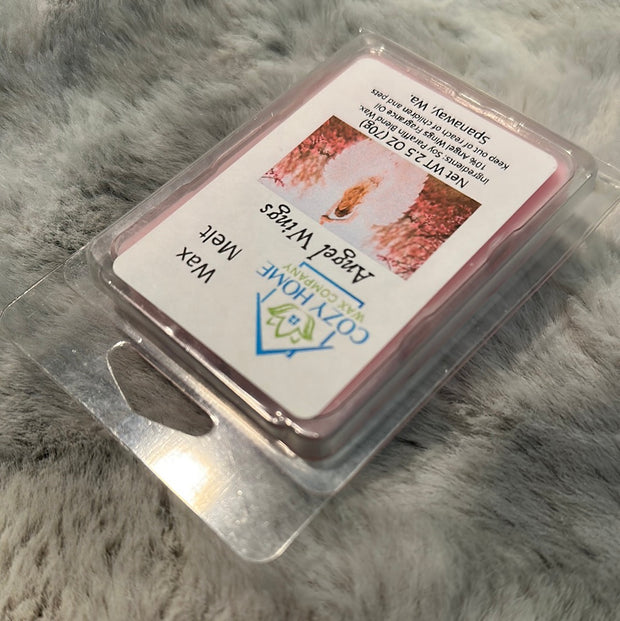 COZY HOME
WAX COMPANY
Wax
Melt
Angel Wings
Net WT 2.5 OZ (70g)
Ingredients: Soy Paraffin Blend Wax.
10% Angel Wings Fragrance Oil
Keep out of reach of children and pets
Spanaway, Wa.